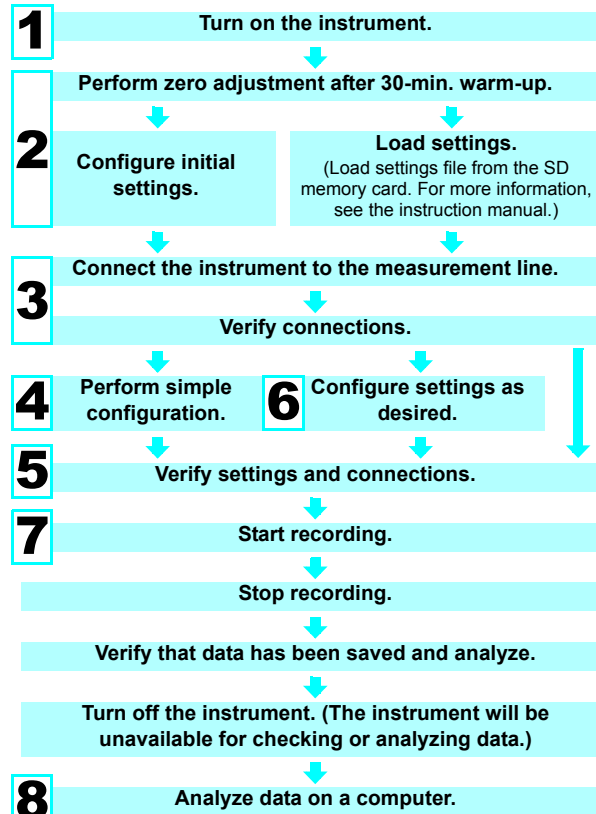 1
Turn on the instrument.
2
Perform zero adjustment after 30-min. warm-up.
Configure initial
settings.
Load settings.
(Load settings file from the SD
memory card. For more information,
see the instruction manual.)
3
Connect the instrument to the measurement line.
Verify connections.
4
Perform simple
configuration.
6
Configure settings as
desired.
5
Verify settings and connections.
7
Start recording.
Stop recording.
Verify that data has been saved and analyze.
Turn off the instrument. (The instrument will be
unavailable for checking or analyzing data.)
8
Analyze data on a computer.